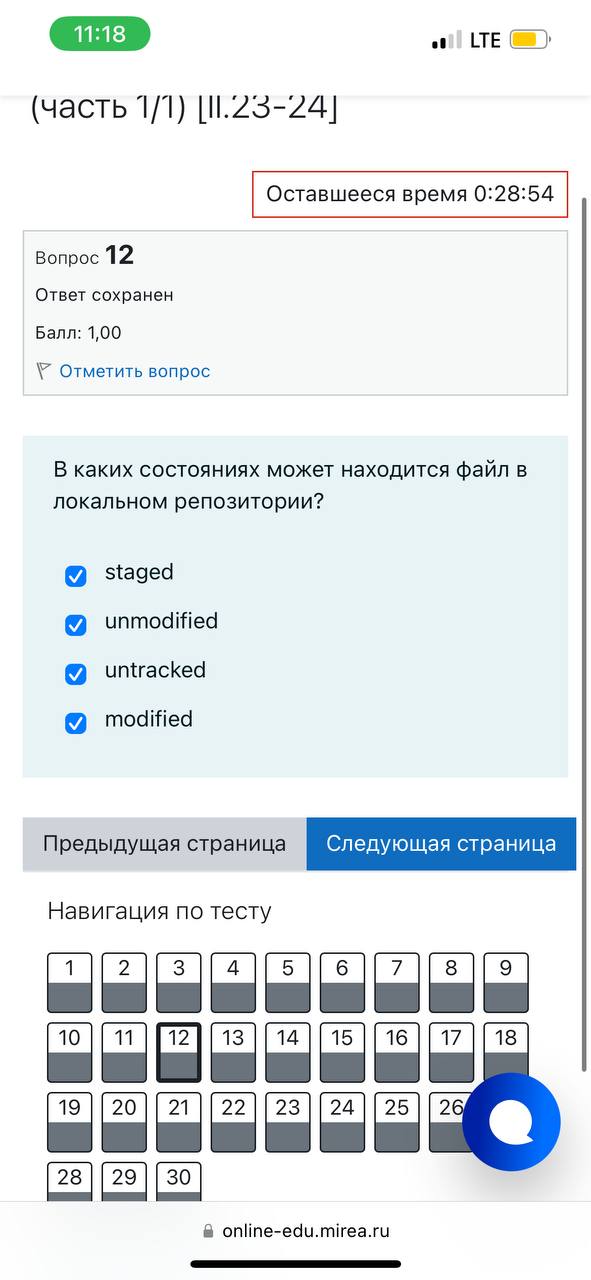 11:18
LTE
(часть 1/1) [II.23-24]
Оставшееся время 0:28:54
Вопрос 12
Ответ сохранен
Балл: 1,00
Отметить вопрос
В каких состояниях может находится файл в
локальном репозитории?
staged
unmodified
untracked
modified
Предыдущая страница
Следующая страница
Навигация по тесту
1 2 3 4 5 6 7 8 9
10 11 12 13 14 15 16 17 18
19 20 21 22 23 24 25 26
28 29 30
online-edu.mirea.ru